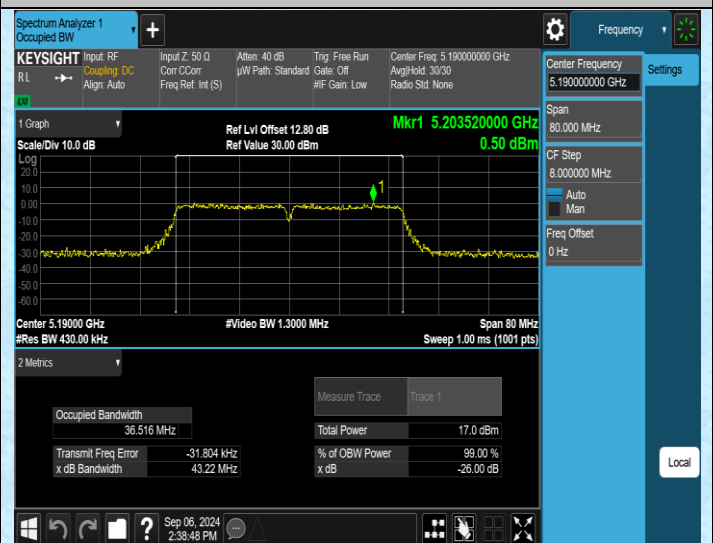 Spectrum Analyzer 1
Occupied BW
Frequency
KEYSIGHT
Input: RF
Coupling: DC
Align: Auto
Input Z: 50 Ω
Corr CCorr
Freq Ref: Int (S)
Atten: 40 dB
µW Path: Standard
Trig: Free Run
Gate: Off
#IF Gain: Low
Center Freq: 5.190000000 GHz
Avg|Hold: 30/30
Radio Std: None
R L
LXI
Center Frequency
5.190000000 GHz
Settings
Span
80.000 MHz
CF Step
8.000000 MHz
Auto
Man
Freq Offset
0 Hz
1 Graph
Ref Lvl Offset 12.80 dB
Mkr1 5.203520000 GHz
Scale/Div 10.0 dB
Ref Value 30.00 dBm
0.50 dBm
Log
20.0
10.0
0.00
-10.0
-20.0
-30.0
-40.0
-50.0
-60.0
1
Center 5.19000 GHz
#Video BW 1.3000 MHz
Span 80 MHz
#Res BW 430.00 kHz
Sweep 1.00 ms (1001 pts)
2 Metrics
Measure Trace
Trace 1
Occupied Bandwidth
36.516 MHz
Total Power
17.0 dBm
Transmit Freq Error
-31.804 kHz
% of OBW Power
99.00 %
x dB Bandwidth
43.22 MHz
x dB
-26.00 dB
Local
?
Sep 06, 2024
2:38:48 PM